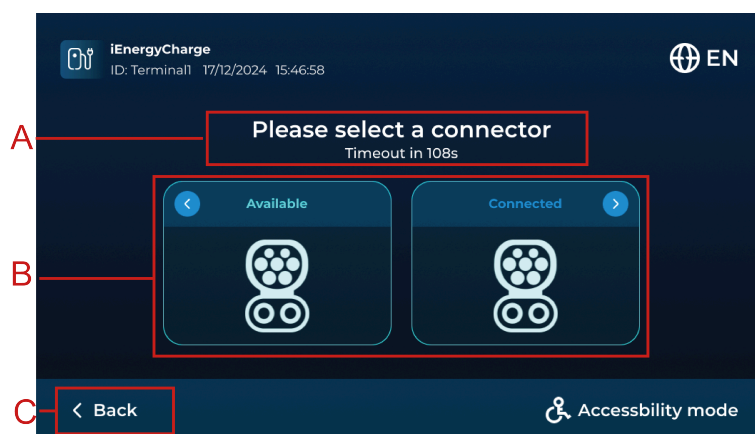 iEnergyCharge
ID: Terminal1 17/12/2024 15:46:58
EN
A
Please select a connector
Timeout in 108s
B
Available
Connected
C
Back
Accessbility mode